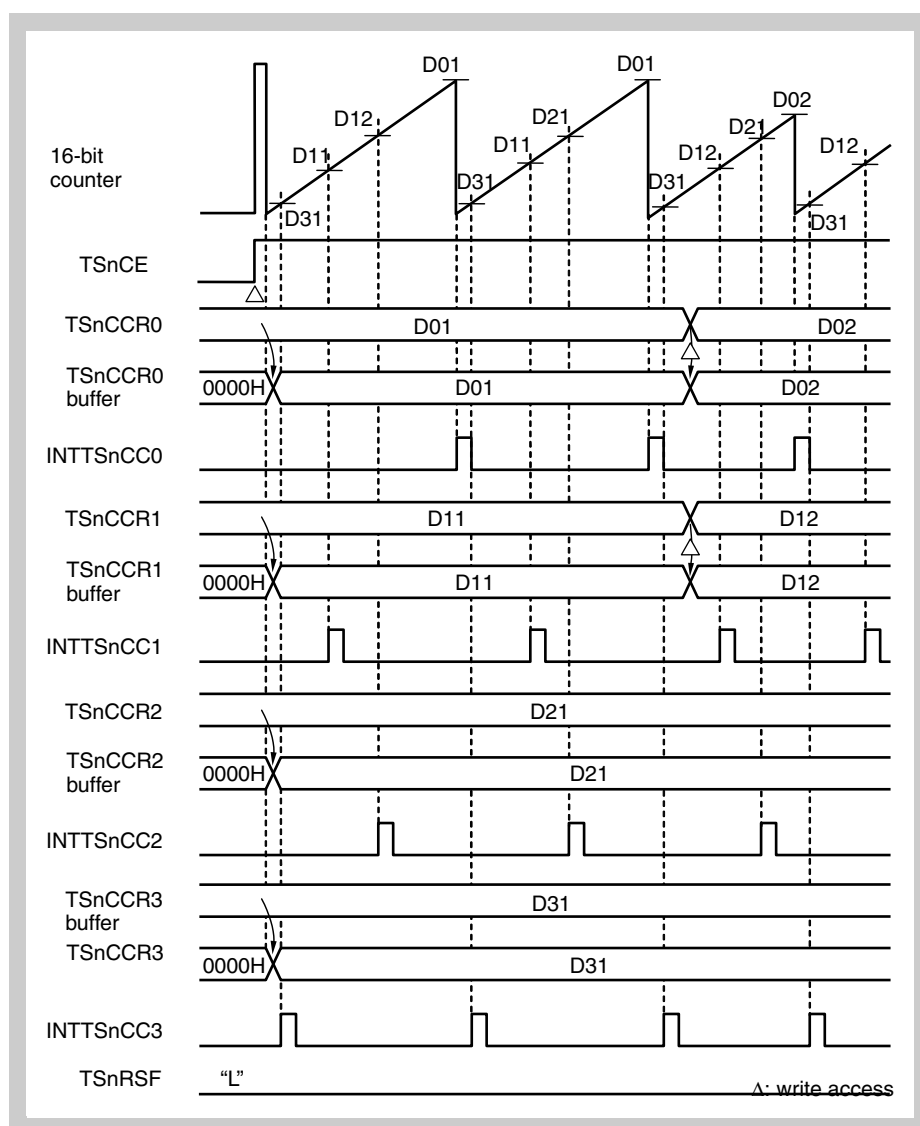 D01 D01
D02
D12 D21 D21
D11 D11 D12 D12
16-bit
counter
D31 D31
D31 D31
TSnCE
Δ
TSnCCR0 D01 D02
Δ
TSnCCR0
buffer
0000H D01 D02
INTTSnCC0
TSnCCR1 D11 D12
Δ
TSnCCR1
buffer
0000H D11 D12
INTTSnCC1
TSnCCR2 D21
TSnCCR2
buffer
0000H D21
INTTSnCC2
TSnCCR3
buffer
D31
TSnCCR3
0000H D31
INTTSnCC3
TSnRSF “L”
Δ: write access